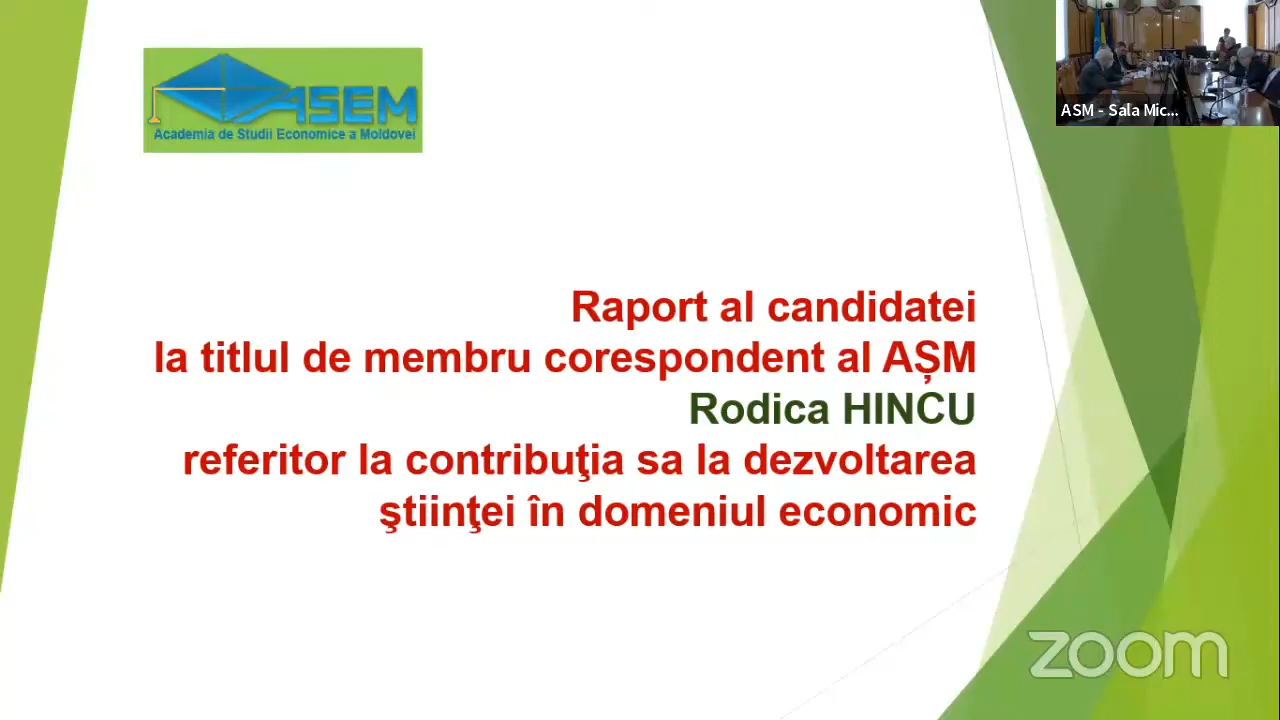 ASEM
Academia de Studii Economice a Moldovei
ASM - Sala Mic...
Raport al candidatei
la titlul de membru corespondent al AȘM
Rodica HINCU
referitor la contribuţia sa la dezvoltarea
ştiinţei în domeniul economic
zoom